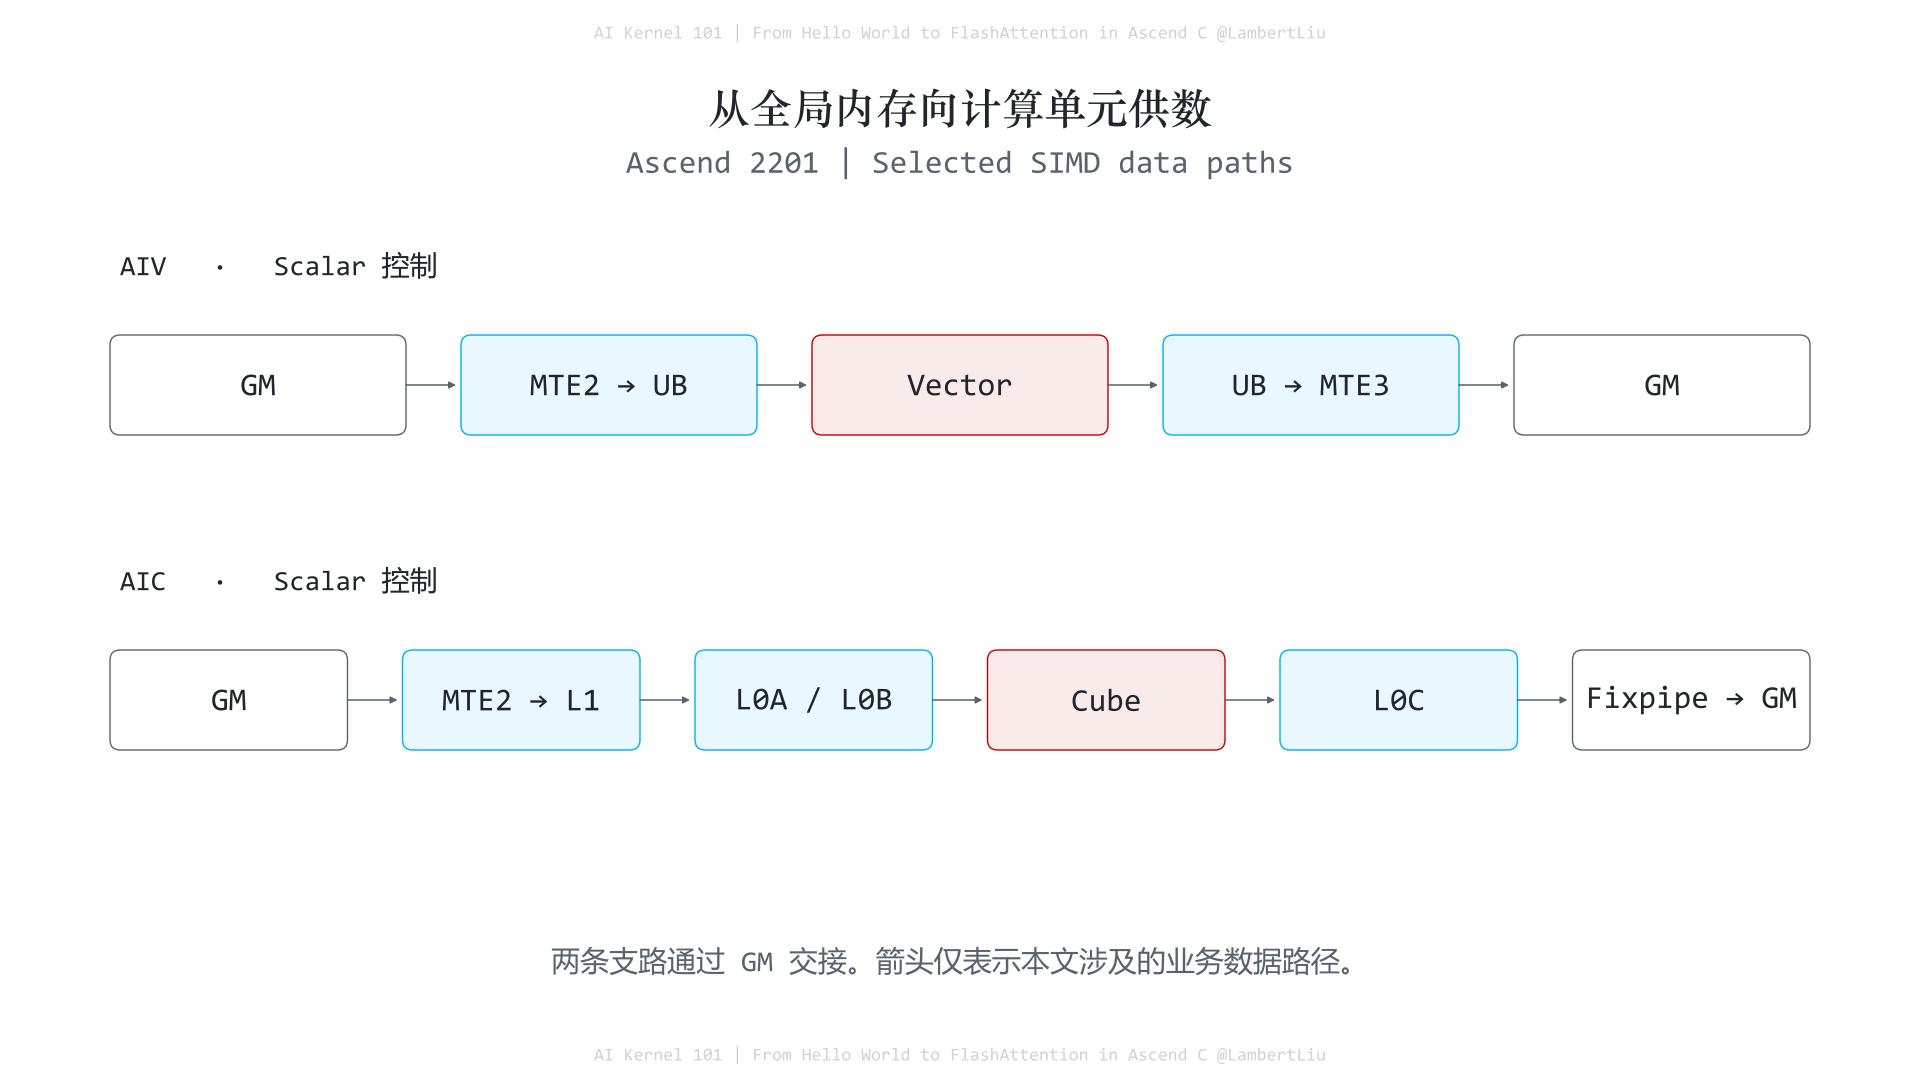 AI Kernel 101 | From Hello World to FlashAttention in Ascend C @LambertLiu
从全局内存向计算单元供数
Ascend 2201 | Selected SIMD data paths
AIV · Scalar 控制
GM
MTE2 → UB
Vector
UB → MTE3
GM
AIC · Scalar 控制
GM
MTE2 → L1
L0A / L0B
Cube
L0C
Fixpipe → GM
两条支路通过 GM 交接。箭头仅表示本文涉及的业务数据路径。
AI Kernel 101 | From Hello World to FlashAttention in Ascend C @LambertLiu